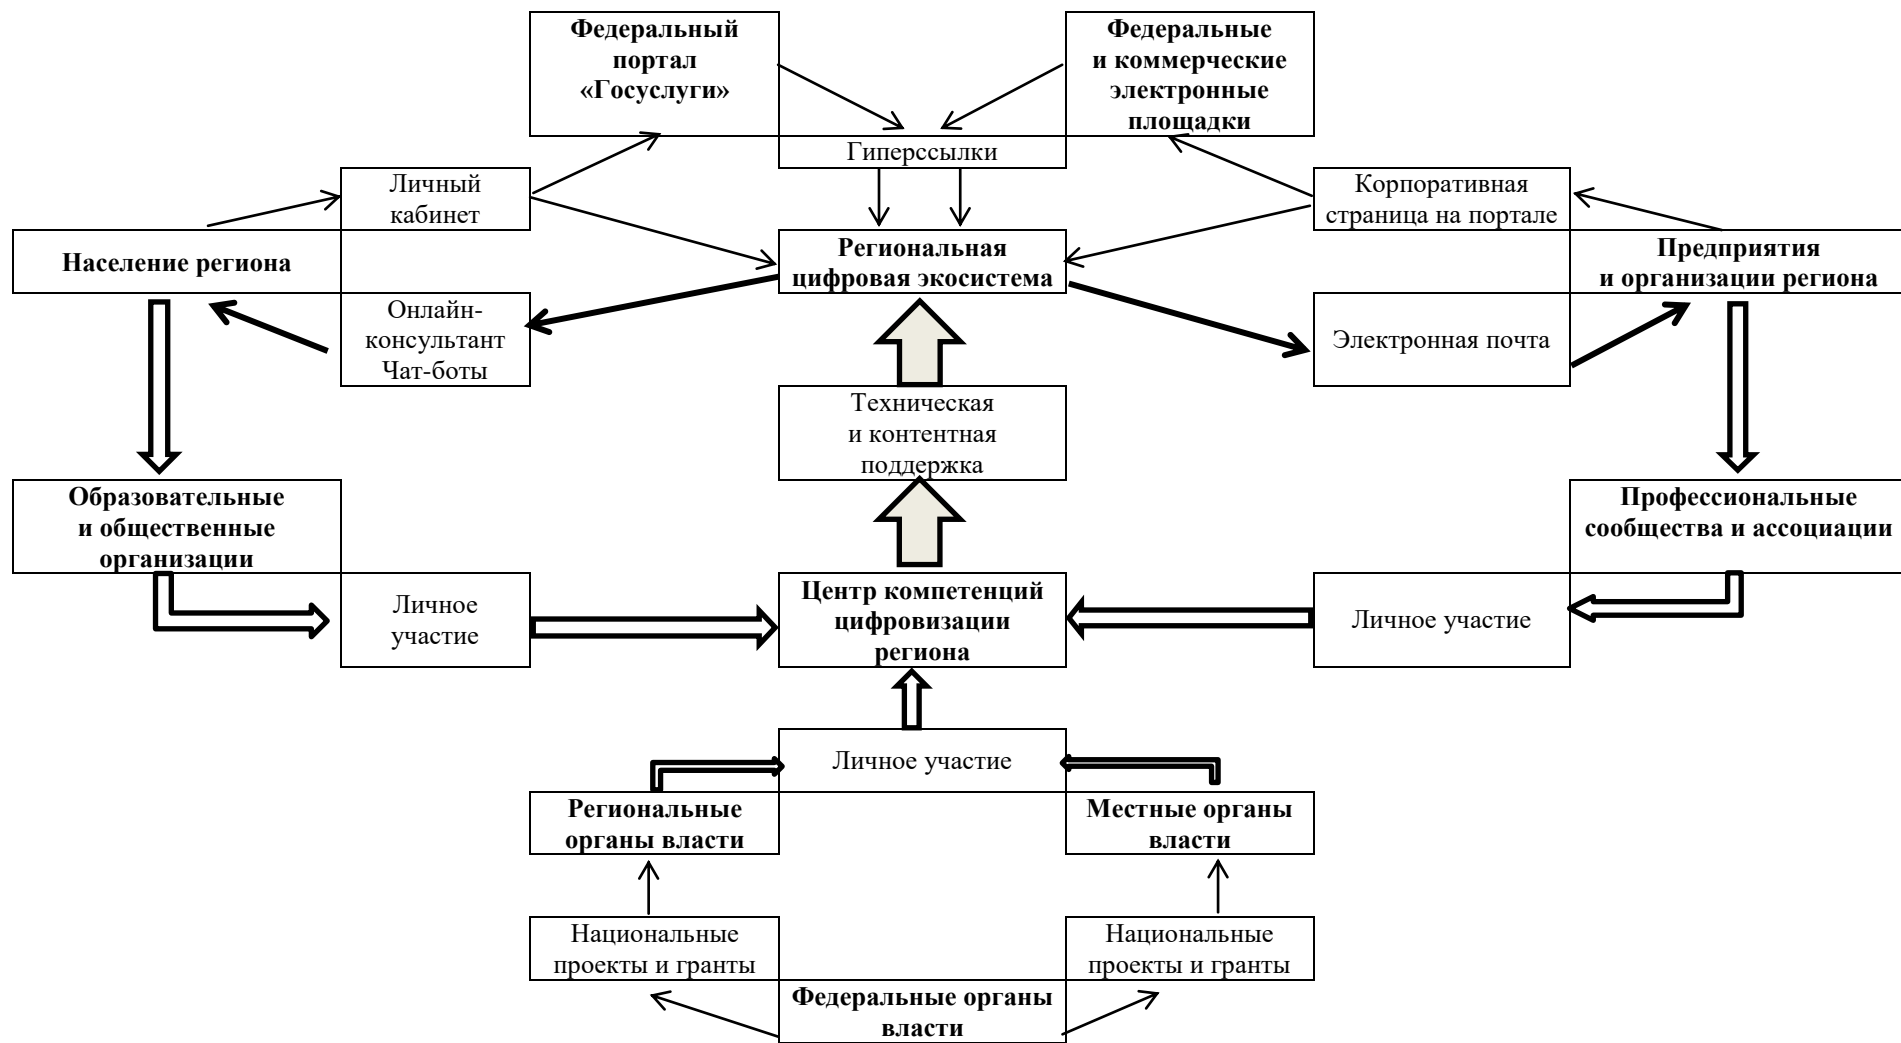 Федеральный
портал
«Госуслуги»
Федеральные
и коммерческие
электронные
площадки
Гиперссылки
Личный
кабинет
Корпоративная
страница на портале
Население региона
Региональная
цифровая экосистема
Предприятия
и организации региона
Онлайн-
консультант
Чат-боты
Электронная почта
Техническая
и контентная
поддержка
Образовательные
и общественные
организации
Профессиональные
сообщества и ассоциации
Личное
участие
Центр компетенций
цифровизации
региона
Личное участие
Личное участие
Региональные
органы власти
Местные органы
власти
Национальные
проекты и гранты
Национальные
проекты и гранты
Федеральные органы
власти